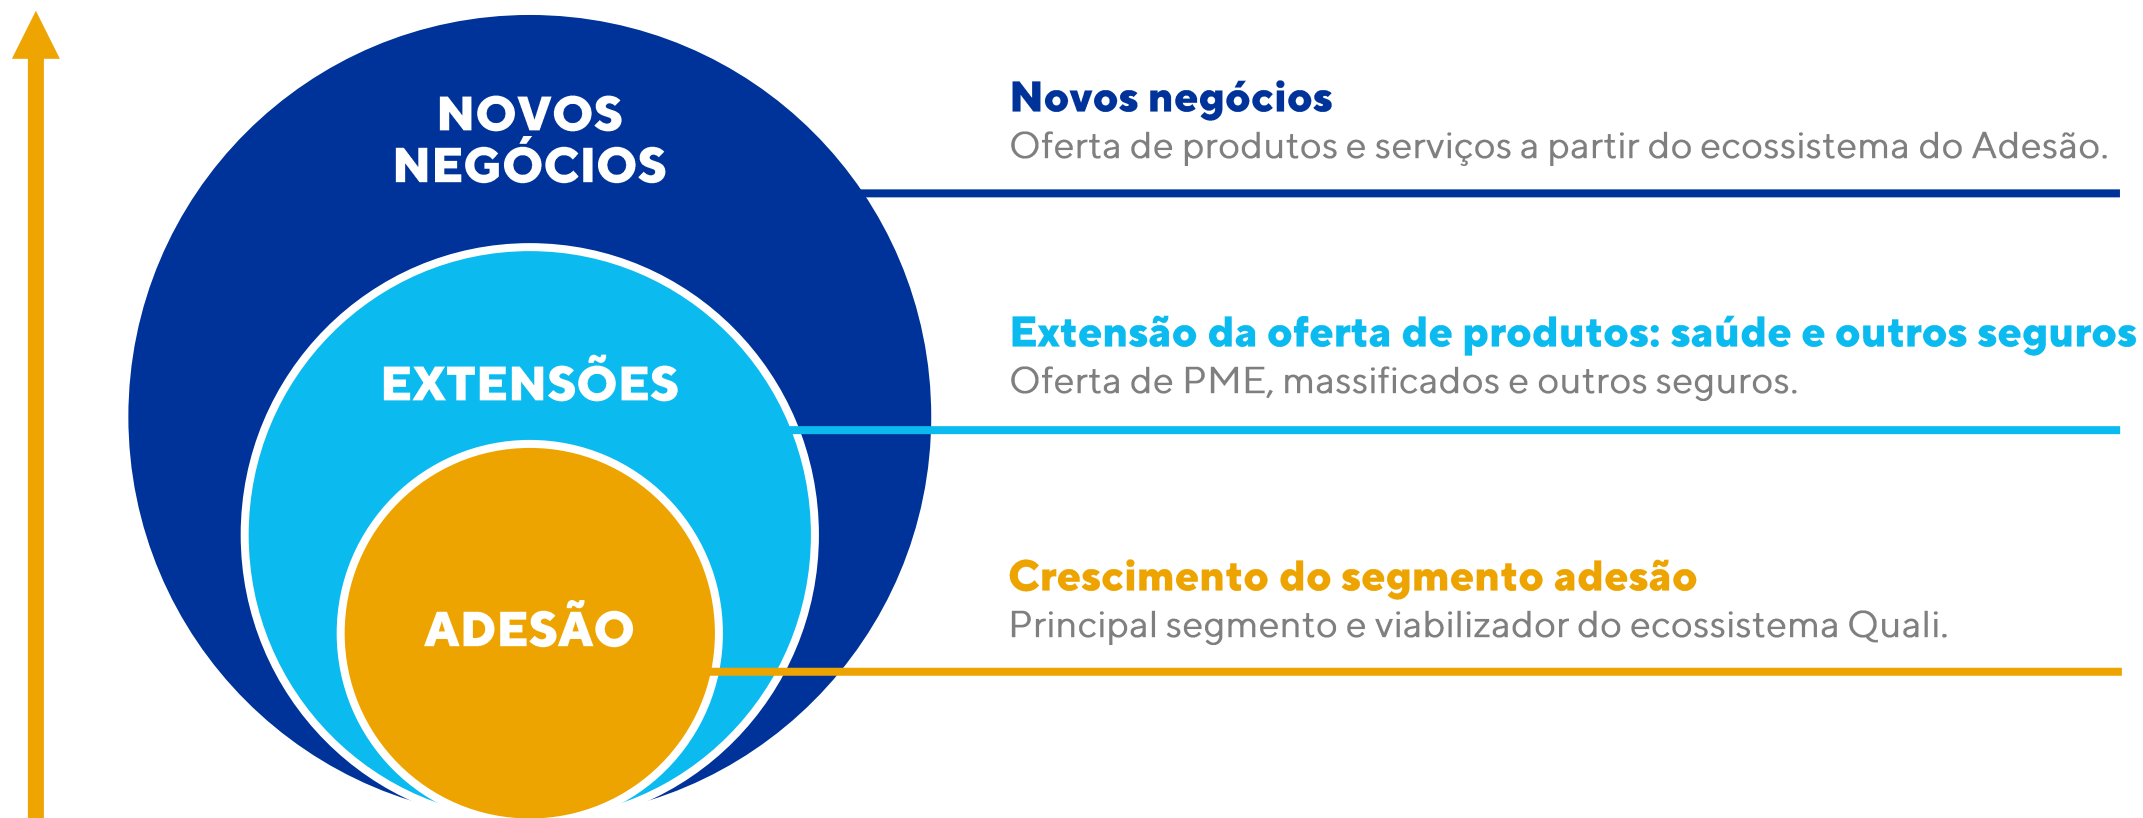 NOVOS
NEGÓCIOS
Novos negócios
Oferta de produtos e serviços a partir do ecossistema do Adesão.
EXTENSÕES
Extensão da oferta de produtos: saúde e outros seguros
Oferta de PME, massificados e outros seguros.
ADESÃO
Crescimento do segmento adesão
Principal segmento e viabilizador do ecossistema Quali.